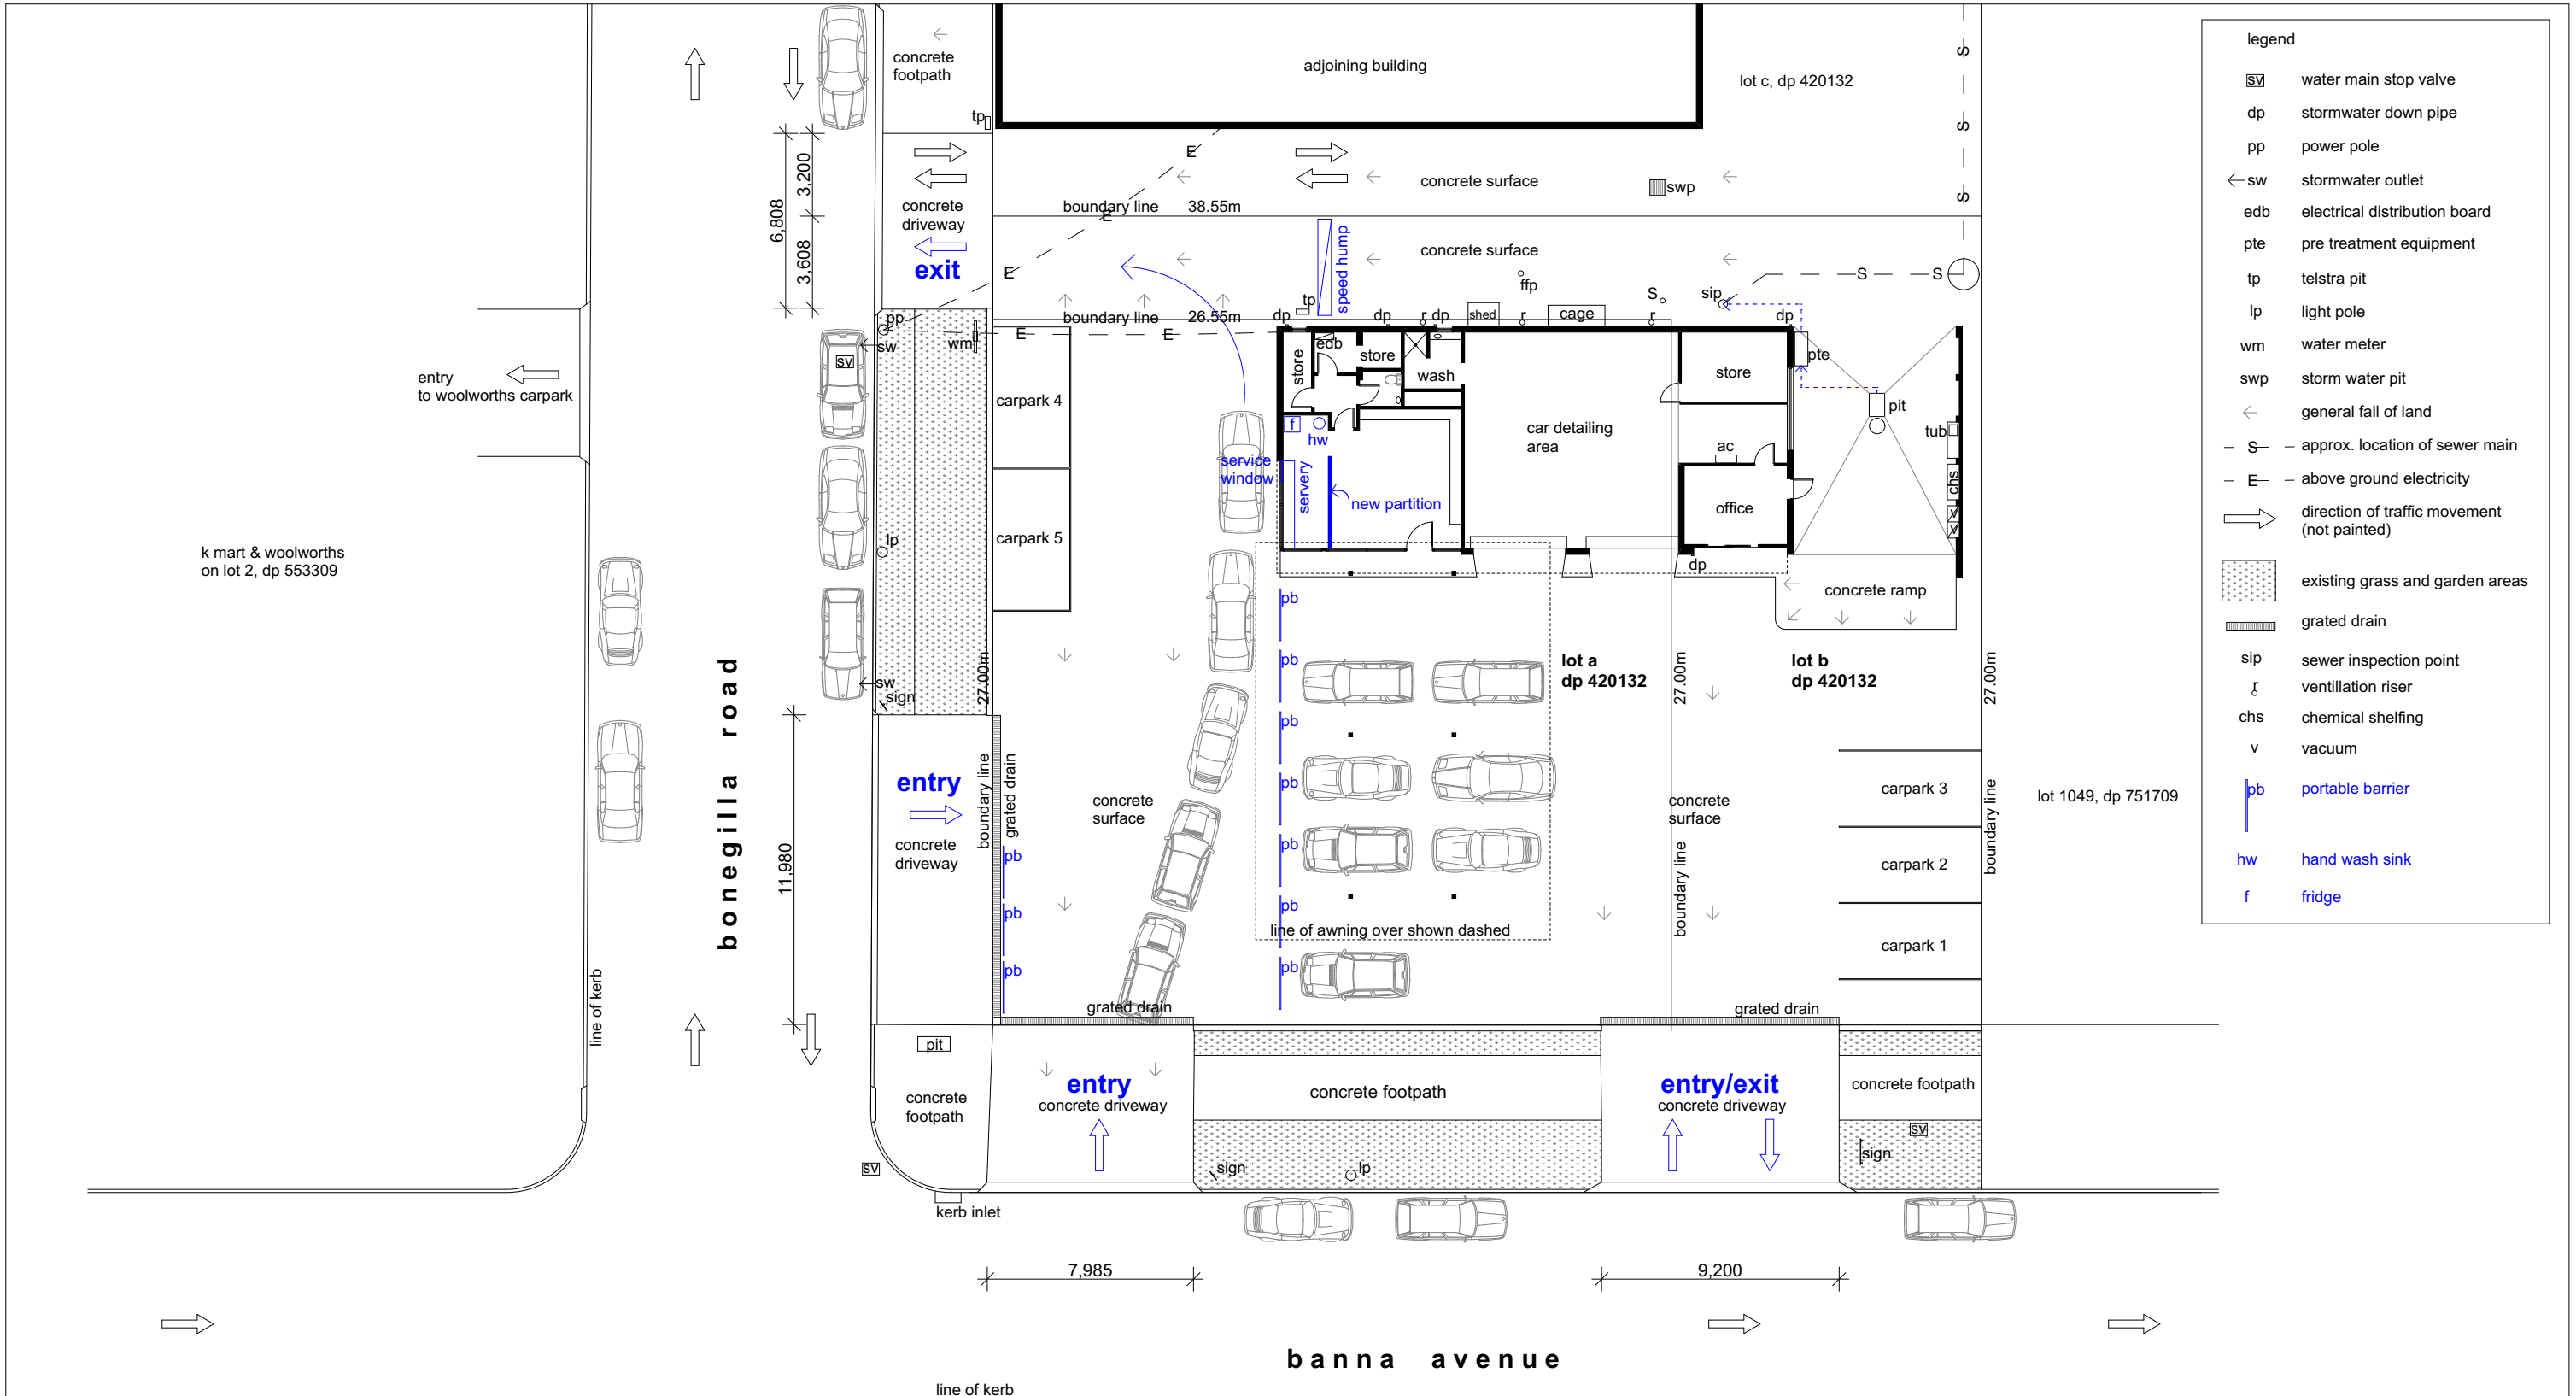 concrete
footpath
tp
adjoining building
lot c, dp 420132
S
S
S
E
concrete surface
swp
3,200
6,808
3,608
concrete
driveway
exit
boundary line 38.55m
E
E
concrete surface
speed hump
ffp
S
sip
S
S
tp
boundary line 26.55m
pp
sw
wm
E
E
dp
dp
r
dp
shed
r
cage
r
dp
sv
entry
to woolworths carpark
carpark 4
store
edb
store
wash
store
pte
pit
f
hw
car detailing
area
tub
ac
service
window
servery
new partition
chs
office
v
v
carpark 5
lp
k mart & woolworths
on lot 2, dp 553309
dp
concrete ramp
pb
pb
pb
pb
pb
pb
pb
lot a
dp 420132
27.00m
lot b
dp 420132
27.00m
27.00m
sw
sign
bonegilla road
entry
concrete
driveway
boundary line
grated drain
concrete
surface
concrete
surface
carpark 3
boundary line
lot 1049, dp 751709
11,980
pb
pb
pb
carpark 2
boundary line
line of awning over shown dashed
carpark 1
line of kerb
grated drain
grated drain
pit
concrete
footpath
entry
concrete driveway
concrete footpath
entry/exit
concrete driveway
concrete footpath
sv
sign
sv
sign
lp
kerb inlet
7,985
9,200
banna avenue
line of kerb
legend
sv water main stop valve
dp stormwater down pipe
pp power pole
sw stormwater outlet
edb electrical distribution board
pte pre treatment equipment
tp telstra pit
lp light pole
wm water meter
swp storm water pit
general fall of land
S approx. location of sewer main
E above ground electricity
direction of traffic movement
(not painted)
existing grass and garden areas
grated drain
sip sewer inspection point
r ventillation riser
chs chemical shelfing
v vacuum
pb portable barrier
hw hand wash sink
f fridge